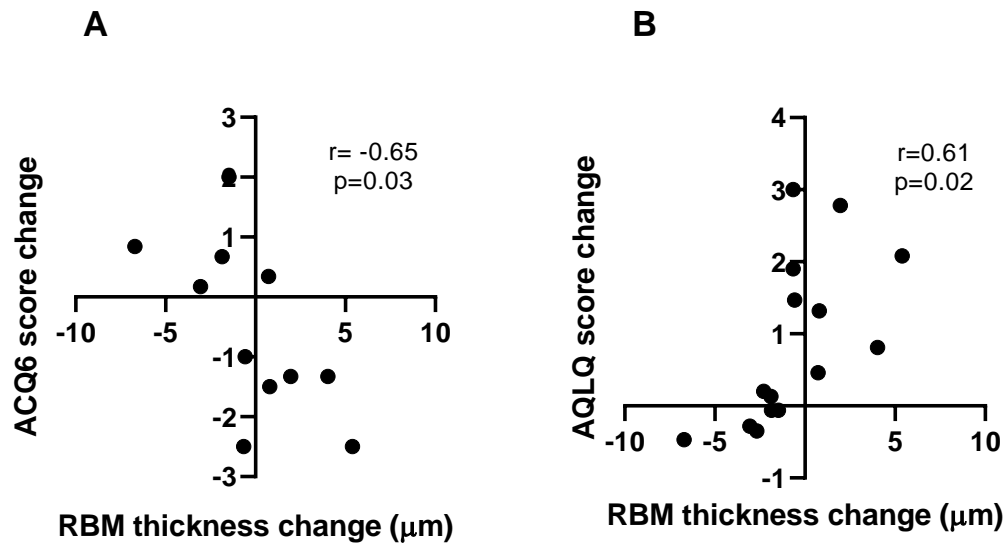 A
B
ACQ6 score change
3
2
1
-1
-2
-3
-10
-5
5
10
r= -0.65
p=0.03
RBM thickness change (μm)
AQLQ score change
4
3
2
1
-1
-10
-5
5
10
r=0.61
p=0.02
RBM thickness change (μm)